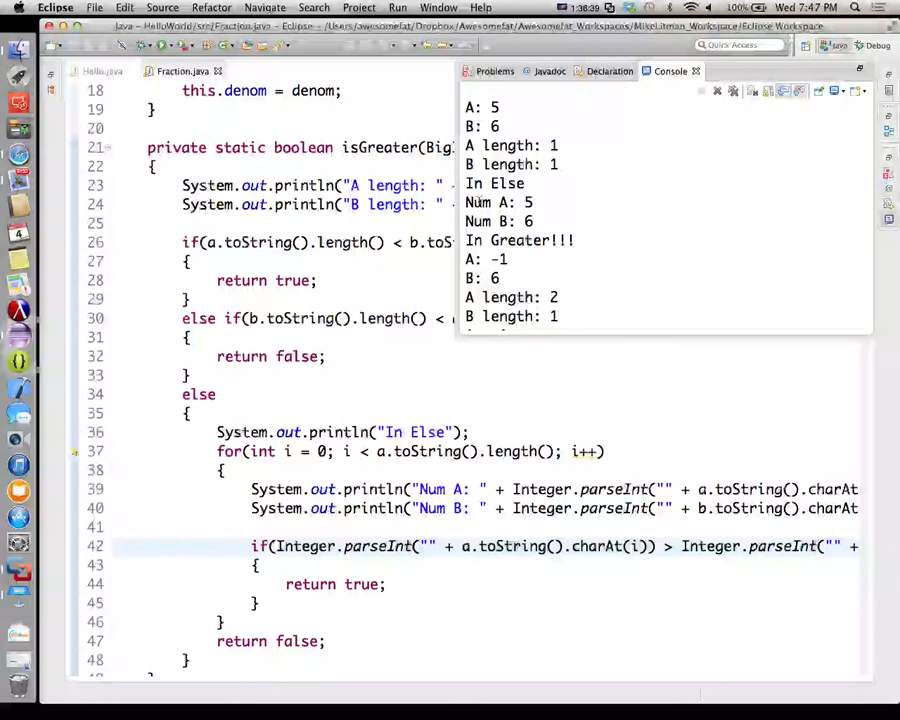 Eclipse File Edit Source Refactor Navigate Search Project Run Window Help 1:38:39 100% Wed 7:47 PM
Java - HelloWorld/src/Fraction.java - Eclipse - /Users/awesomefat/Dropbox/Awesomefat/Awesomefat_Workspaces/MikeLitman_Workspace/Eclipse Workspace
Quick Access Java Debug
Hello.java Fraction.java Problems Javadoc Declaration Console
18 this.denom = denom;
19 }
20
21 private static boolean isGreater(Big
22 {
23 System.out.println("A length: "
24 System.out.println("B length: "
25
26 if(a.toString().length() < b.toS
27 {
28 return true;
29 }
30 else if(b.toString().length() <
31 {
32 return false;
33 }
34 else
35 {
36 System.out.println("In Else");
37 for(int i = 0; i < a.toString().length(); i++)
38 {
39 System.out.println("Num A: " + Integer.parseInt("" + a.toString().charAt
40 System.out.println("Num B: " + Integer.parseInt("" + b.toString().charAt
41
42 if(Integer.parseInt("" + a.toString().charAt(i)) > Integer.parseInt("" +
43 {
44 return true;
45 }
46 }
47 return false;
48 }
A: 5
B: 6
A length: 1
B length: 1
In Else
Num A: 5
Num B: 6
In Greater!!!
A: -1
B: 6
A length: 2
B length: 1